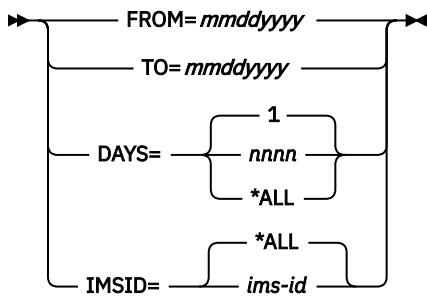 FROM=mmddyyyy
TO=mmddyyyy
1
DAYS= nnnn
*ALL
*ALL
IMSID= ims-id